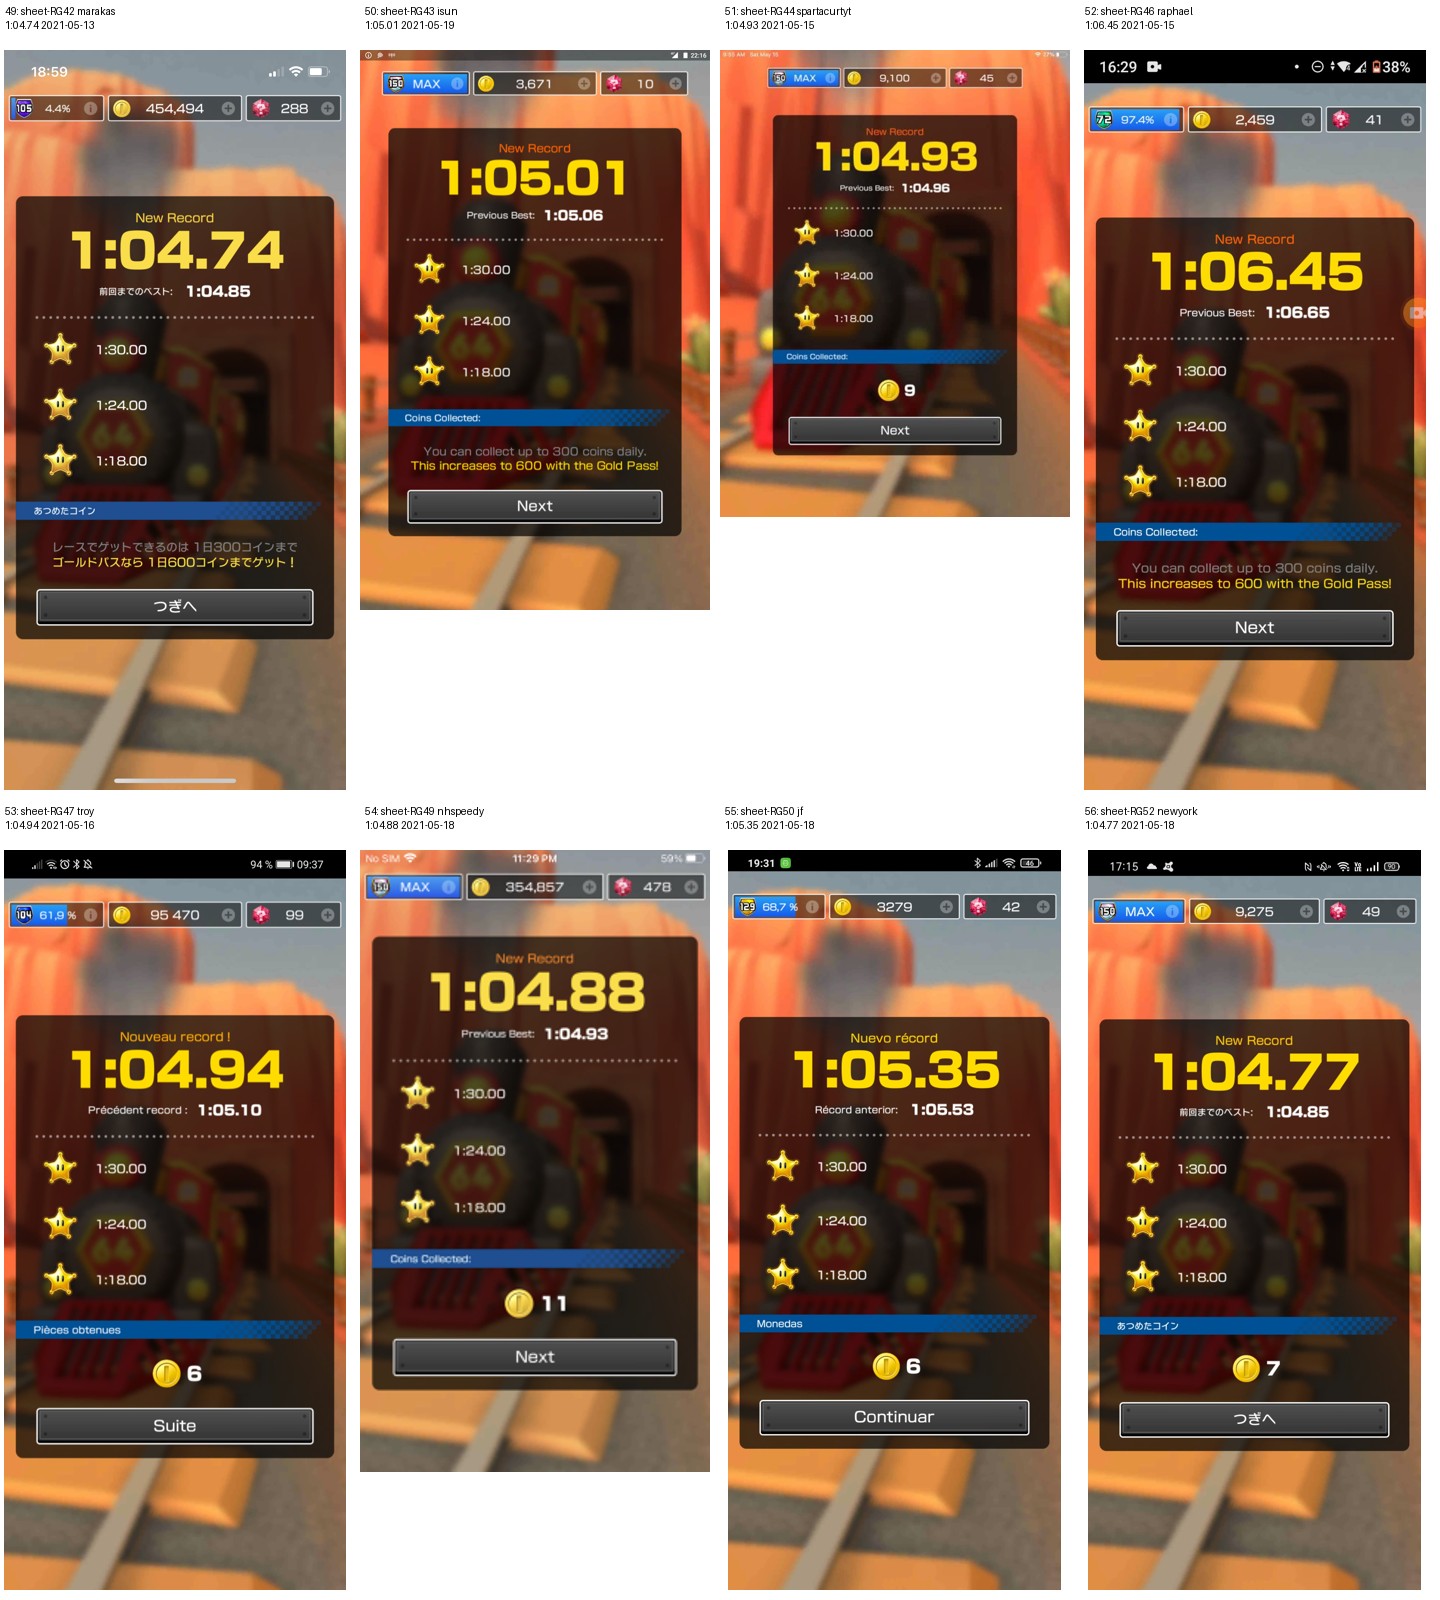 49: sheet-RG42 marakas
1:04.74 2021-05-13
18:59
105 4.4% 454,494 288
New Record
1:04.74
前回までのベスト: 1:04.85
1:30.00
1:24.00
1:18.00
あつめたコイン
レースでゲットできるのは 1日300コインまで
ゴールドパスなら 1日600コインまでゲット！
つぎへ
50: sheet-RG43 isun
1:05.01 2021-05-19
22:16
150 MAX 3,671 10
New Record
1:05.01
Previous Best: 1:05.06
1:30.00
1:24.00
1:18.00
Coins Collected:
You can collect up to 300 coins daily.
This increases to 600 with the Gold Pass!
Next
51: sheet-RG44 spartacurtyt
1:04.93 2021-05-15
150 MAX 9,100 45
New Record
1:04.93
Previous Best: 1:04.96
1:30.00
1:24.00
1:18.00
Coins Collected:
9
Next
52: sheet-RG46 raphael
1:06.45 2021-05-15
16:29 38%
72 97.4% 2,459 41
New Record
1:06.45
Previous Best: 1:06.65
1:30.00
1:24.00
1:18.00
Coins Collected:
You can collect up to 300 coins daily.
This increases to 600 with the Gold Pass!
Next
53: sheet-RG47 troy
1:04.94 2021-05-16
94 % 09:37
104 61,9 % 95 470 99
Nouveau record !
1:04.94
Précédent record : 1:05.10
1:30.00
1:24.00
1:18.00
Pièces obtenues
6
Suite
54: sheet-RG49 nhspeedy
1:04.88 2021-05-18
No SIM 11:29 PM 59%
150 MAX 354,857 478
New Record
1:04.88
Previous Best: 1:04.93
1:30.00
1:24.00
1:18.00
Coins Collected:
11
Next
55: sheet-RG50 jf
1:05.35 2021-05-18
19:31 46
129 68,7 % 3279 42
Nuevo récord
1:05.35
Récord anterior: 1:05.53
1:30.00
1:24.00
1:18.00
Monedas
6
Continuar
56: sheet-RG52 newyork
1:04.77 2021-05-18
17:15 90
150 MAX 9,275 49
New Record
1:04.77
前回までのベスト: 1:04.85
1:30.00
1:24.00
1:18.00
あつめたコイン
7
つぎへ